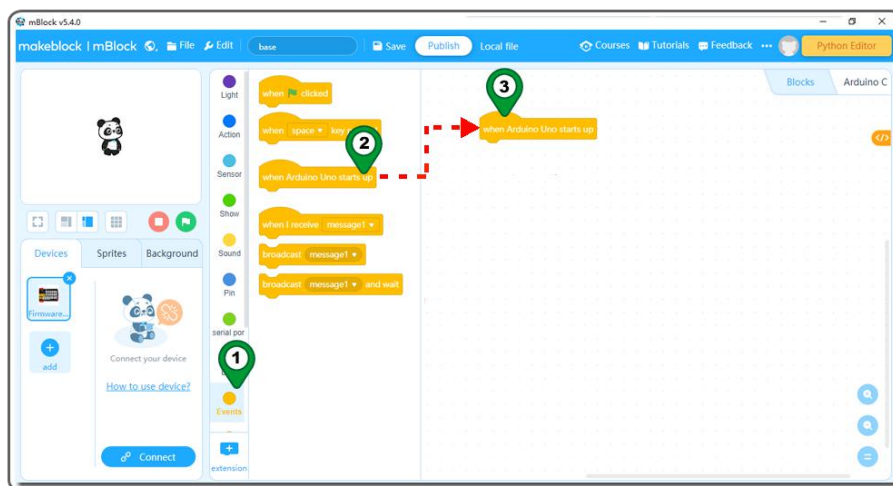 mBlock v5.4.0
makeblock | mBlock File Edit base Save Publish Local file Courses Tutorials Feedback Python Editor
Blocks Arduino C
Light
Action
Sensor
Show
Sound
Pin
serial por
Events
extension
when clicked
when space key
when Arduino Uno starts up
when I receive message1
broadcast message1
broadcast message1 and wait
1
2
3
when Arduino Uno starts up
Devices Sprites Background
Firmware...
add
Connect your device
How to use device?
Connect